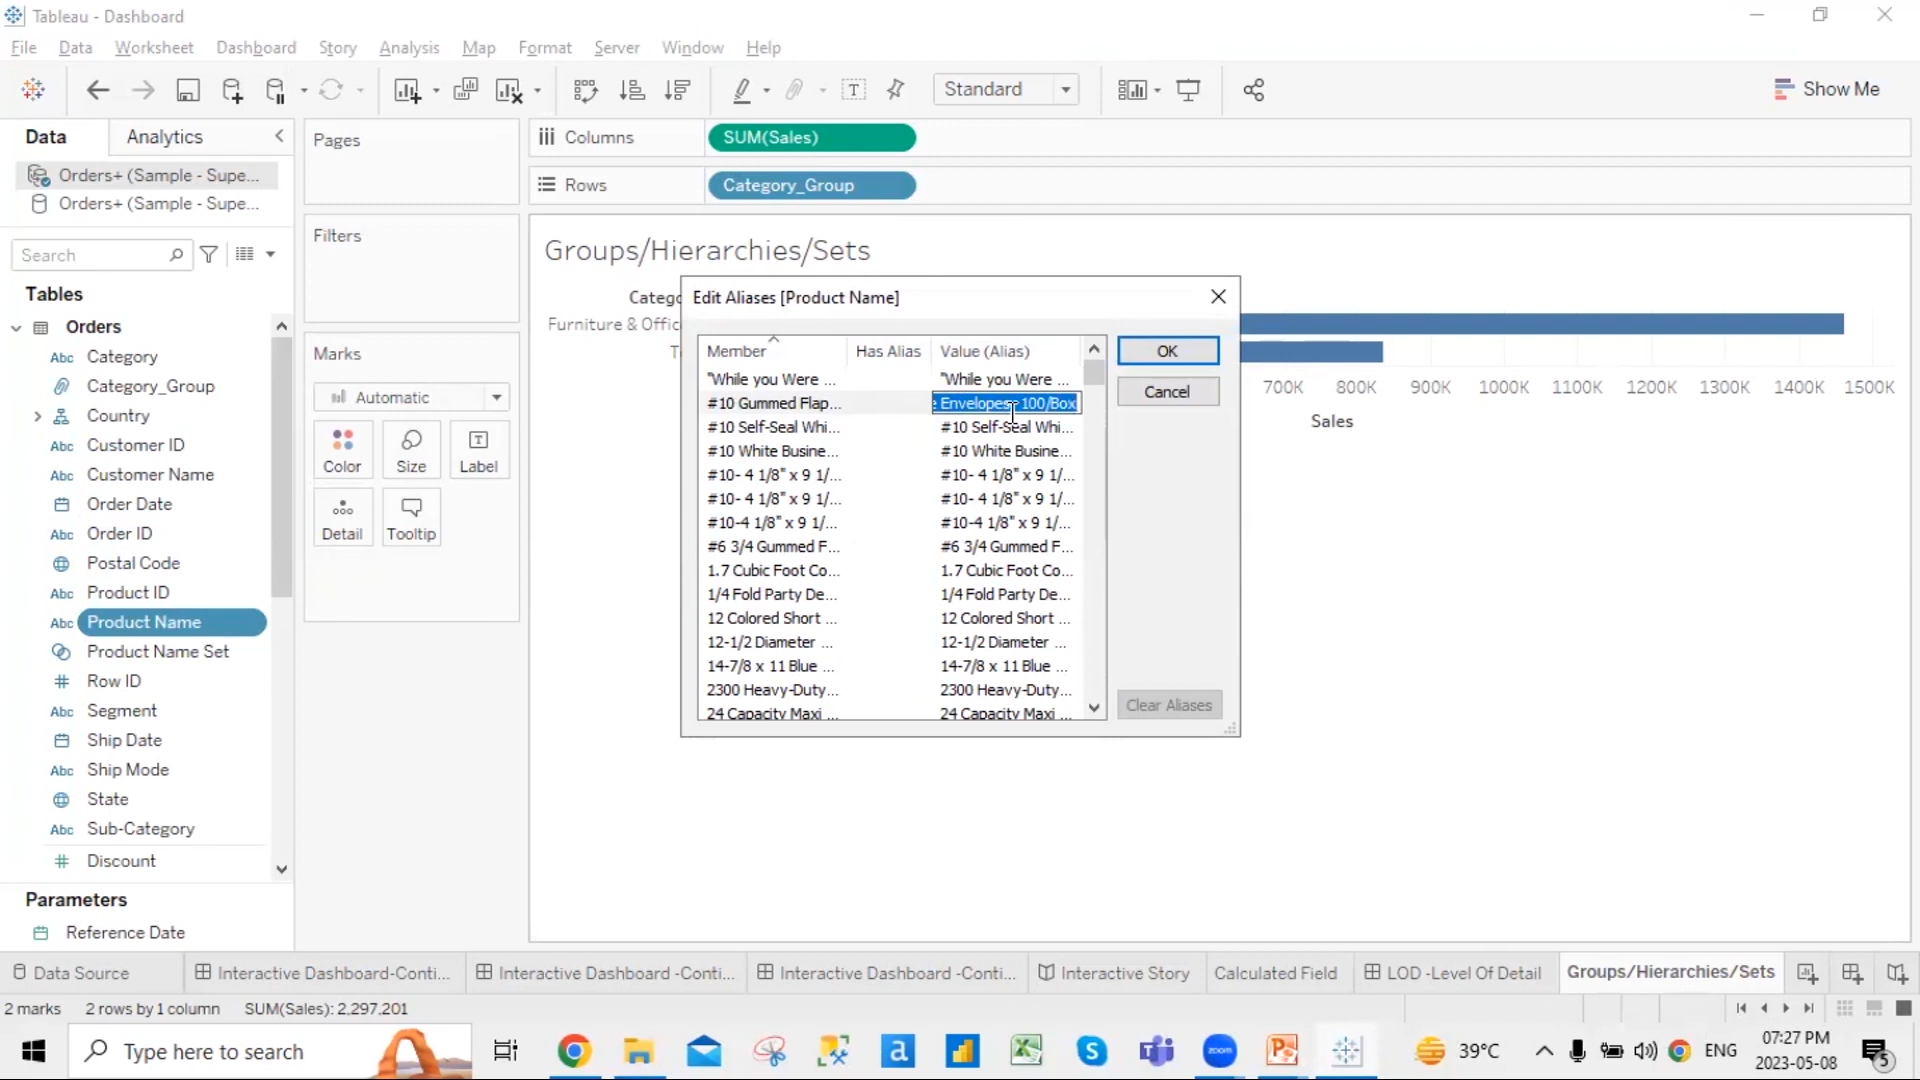 Tableau - Dashboard
File Data Worksheet Dashboard Story Analysis Map Format Server Window Help
Standard
Show Me
Data Analytics
Orders+ (Sample - Supe...
Orders+ (Sample - Supe...
Search
Tables
Orders
Abc Category
Category_Group
Country
Abc Customer ID
Abc Customer Name
Order Date
Abc Order ID
Postal Code
Abc Product ID
Abc Product Name
Product Name Set
# Row ID
Abc Segment
Ship Date
Abc Ship Mode
State
Abc Sub-Category
# Discount
Parameters
Reference Date
Pages
Filters
Marks
Automatic
Color Size Label
Detail Tooltip
Columns SUM(Sales)
Rows Category_Group
Groups/Hierarchies/Sets
Catego
Furniture & Offic
700K 800K 900K 1000K 1100K 1200K 1300K 1400K 1500K
Sales
Edit Aliases [Product Name]
Member Has Alias Value (Alias)
"While you Were ... "While you Were ...
#10 Gummed Flap... e Envelopes, 100/Box
#10 Self-Seal Whi... #10 Self-Seal Whi...
#10 White Busine... #10 White Busine...
#10- 4 1/8" x 9 1/... #10- 4 1/8" x 9 1/...
#10- 4 1/8" x 9 1/... #10- 4 1/8" x 9 1/...
#10-4 1/8" x 9 1/... #10-4 1/8" x 9 1/...
#6 3/4 Gummed F... #6 3/4 Gummed F...
1.7 Cubic Foot Co... 1.7 Cubic Foot Co...
1/4 Fold Party De... 1/4 Fold Party De...
12 Colored Short ... 12 Colored Short ...
12-1/2 Diameter ... 12-1/2 Diameter ...
14-7/8 x 11 Blue ... 14-7/8 x 11 Blue ...
2300 Heavy-Duty... 2300 Heavy-Duty...
24 Capacity Maxi ... 24 Capacity Maxi ...
OK
Cancel
Clear Aliases
Data Source Interactive Dashboard-Conti... Interactive Dashboard -Conti... Interactive Dashboard -Conti... Interactive Story Calculated Field LOD -Level Of Detail Groups/Hierarchies/Sets
2 marks 2 rows by 1 column SUM(Sales): 2,297,201
Type here to search
zoom
39°C
ENG
07:27 PM
2023-05-08
5